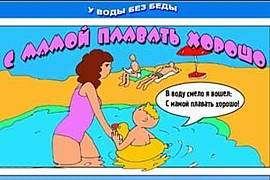 У ВОДЫ БЕЗ БЕДЫ
С МАМОЙ ПЛАВАТЬ ХОРОШО
В воду смело я вошел:
С мамой плавать хорошо!